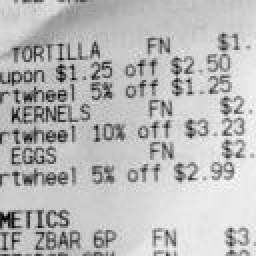 TORTILLA FN $1.
upon $1.25 off $2.50
rtwheel 5% off $1.25
KERNELS FN $2.
rtwheel 10% off $3.23
EGGS FN $2.
rtwheel 5% off $2.99
METICS
IF ZBAR 6P FN $3.